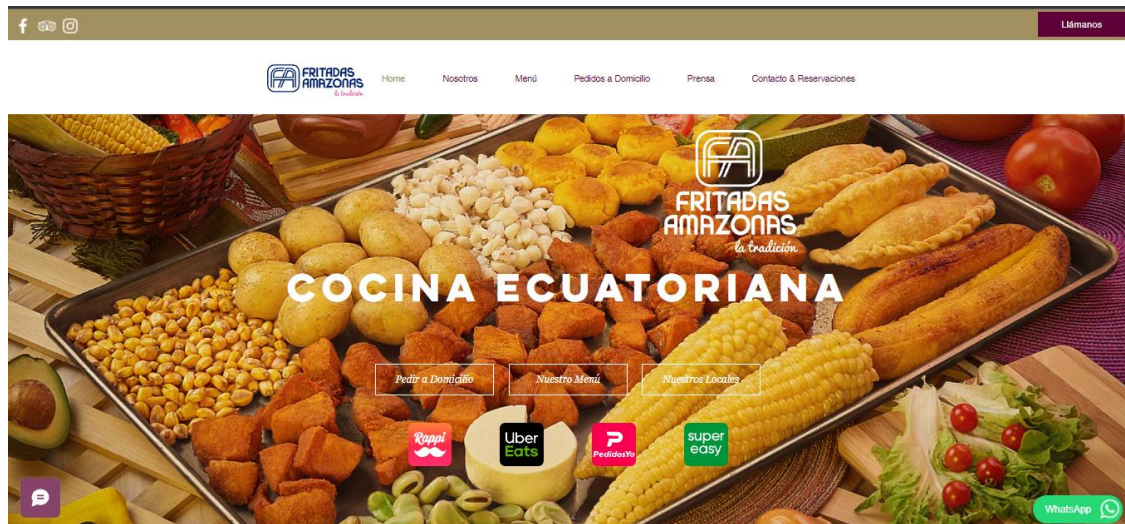 Llámanos
FRITADAS
AMAZONAS
la tradición
Home
Nosotros
Menú
Pedidos a Domicilio
Prensa
Contacto & Reservaciones
FRITADAS
AMAZONAS
la tradición
COCINA ECUATORIANA
Pedir a Domicilio
Nuestro Menú
Nuestros Locales
Rappi
Uber
Eats
PedidosYa
super
easy
WhatsApp